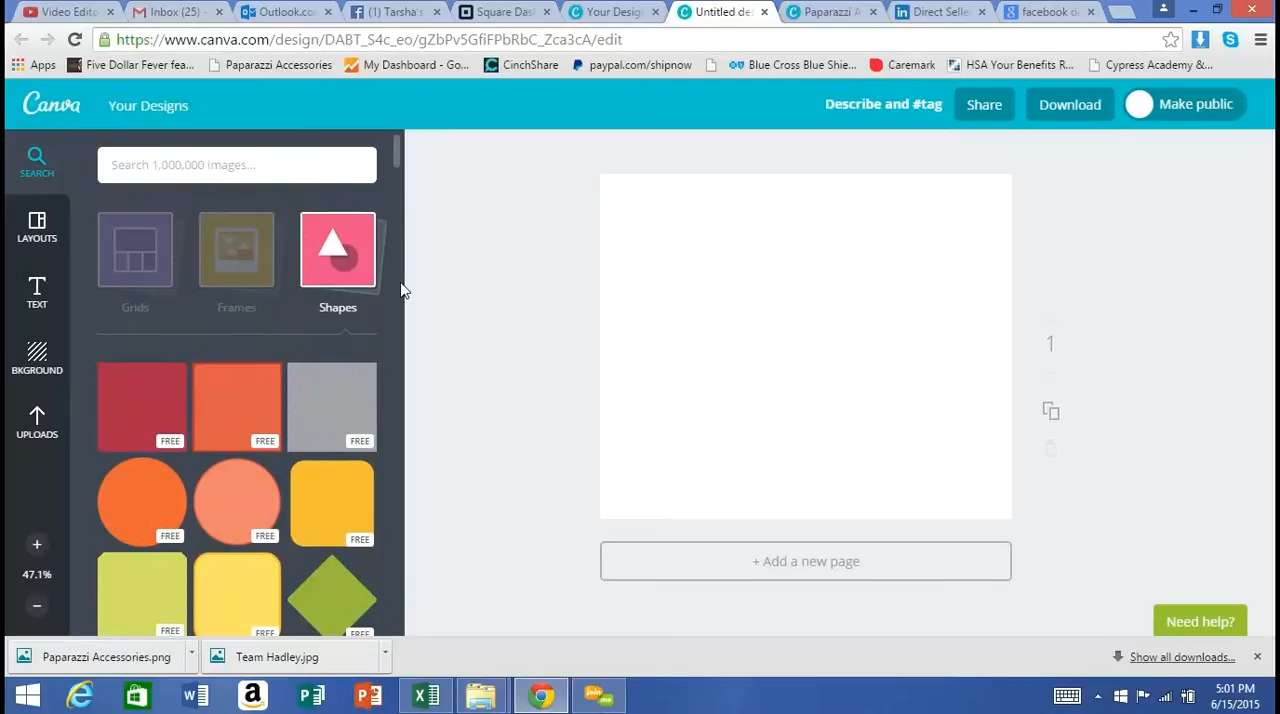 Video Edito
Inbox (25)
Outlook.co
(1) Tarsha's
Square Das
Your Desig
Untitled de
Paparazzi A
Direct Selle
facebook da
https://www.canva.com/design/DABT_S4c_eo/gZbPv5GfiFPbRbC_Zca3cA/edit
Apps
Five Dollar Fever fea...
Paparazzi Accessories
My Dashboard - Go...
CinchShare
paypal.com/shipnow
Blue Cross Blue Shie...
Caremark
HSA Your Benefits R...
Cypress Academy &...
Canva
Your Designs
Describe and #tag
Share
Download
Make public
SEARCH
Search 1,000,000 images...
LAYOUTS
TEXT
BKGROUND
UPLOADS
+
47.1%
−
Grids
Frames
Shapes
FREE
FREE
FREE
FREE
FREE
FREE
FREE
FREE
FREE
1
+ Add a new page
Need help?
Paparazzi Accessories.png
Team Hadley.jpg
Show all downloads...
5:01 PM
6/15/2015